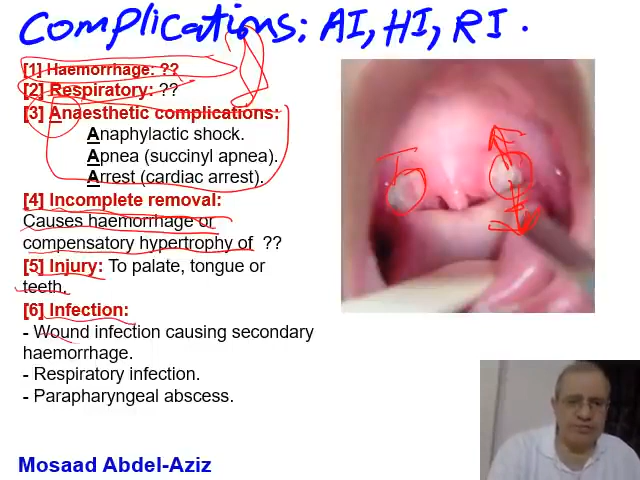 Complications: AI, HI, RI.
[1] Haemorrhage: ??
[2] Respiratory: ??
[3] Anaesthetic complications:
Anaphylactic shock.
Apnea (succinyl apnea).
Arrest (cardiac arrest).
[4] Incomplete removal:
Causes haemorrhage or
compensatory hypertrophy of ??
[5] Injury: To palate, tongue or
teeth.
[6] Infection:
- Wound infection causing secondary
haemorrhage.
- Respiratory infection.
- Parapharyngeal abscess.
Mosaad Abdel-Aziz